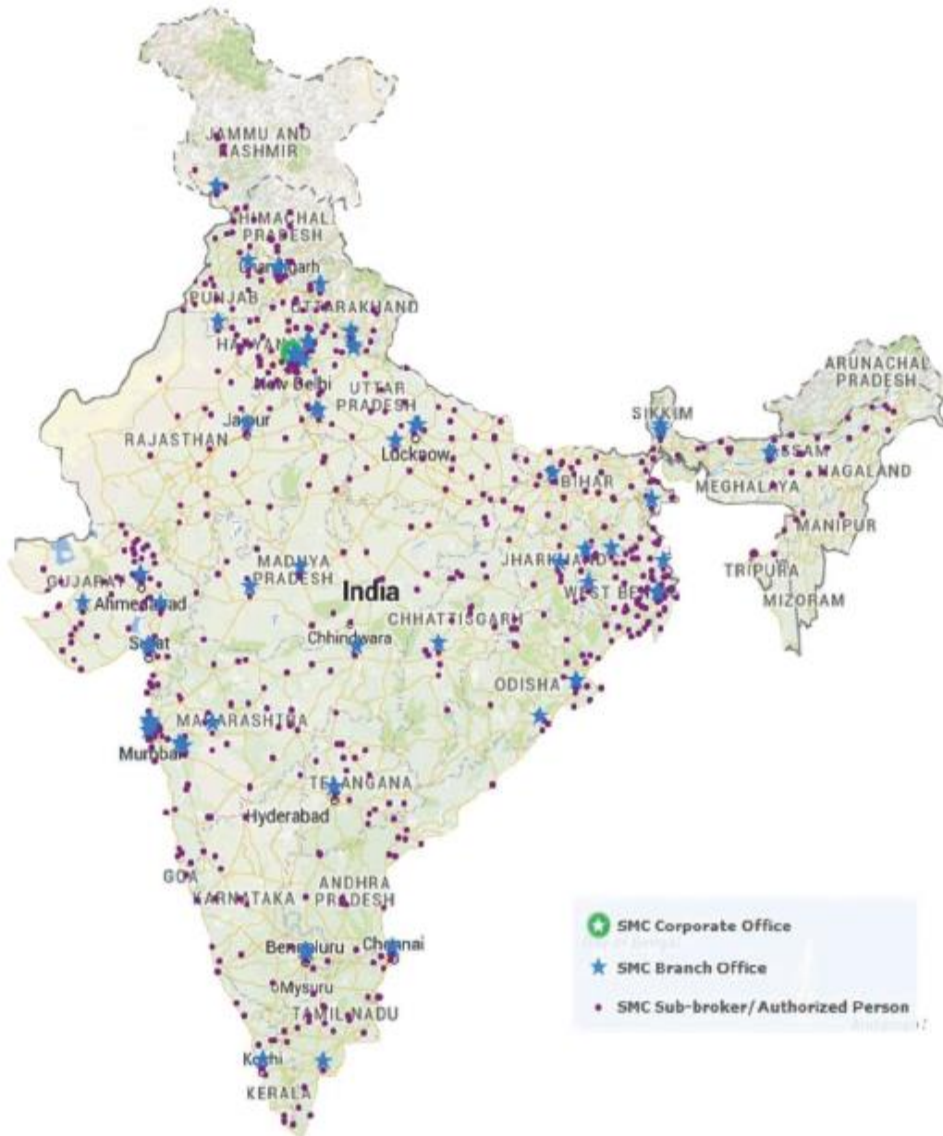 JAMMU AND
KASHMIR
HIMACHAL
PRADESH
Chandigarh
PUNJAB
UTTARAKHAND
HARYAN
New Delhi
UTTAR
PRADESH
ARUNACHAL
PRADESH
SIKKIM
Jaipur
RAJASTHAN
Lucknow
ASSAM
NAGALAND
BIHAR
MEGHALAYA
MANIPUR
JHARKHAND
TRIPURA
MADHYA
PRADESH
GUJARAT
India
WEST BEN
MIZORAM
Ahmedabad
CHHATTISGARH
Surat
Chhindwara
ODISHA
MAHARASHTRA
Mumbai
TELANGANA
Hyderabad
GOA
KARNATAKA
ANDHRA
PRADESH
Bengaluru
Chennai
Mysuru
TAMIL NADU
Kochi
KERALA
SMC Corporate Office
SMC Branch Office
SMC Sub-broker/Authorized Person